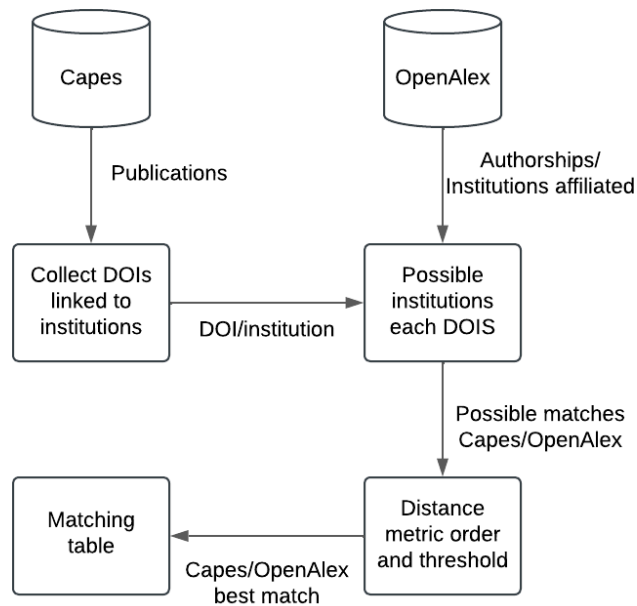 Capes
OpenAlex
Publications
Authorships/
Institutions affiliated
Collect DOIs
linked to
institutions
DOI/institution
Possible
institutions
each DOIS
Possible matches
Capes/OpenAlex
Distance
metric order
and threshold
Capes/OpenAlex
best match
Matching
table